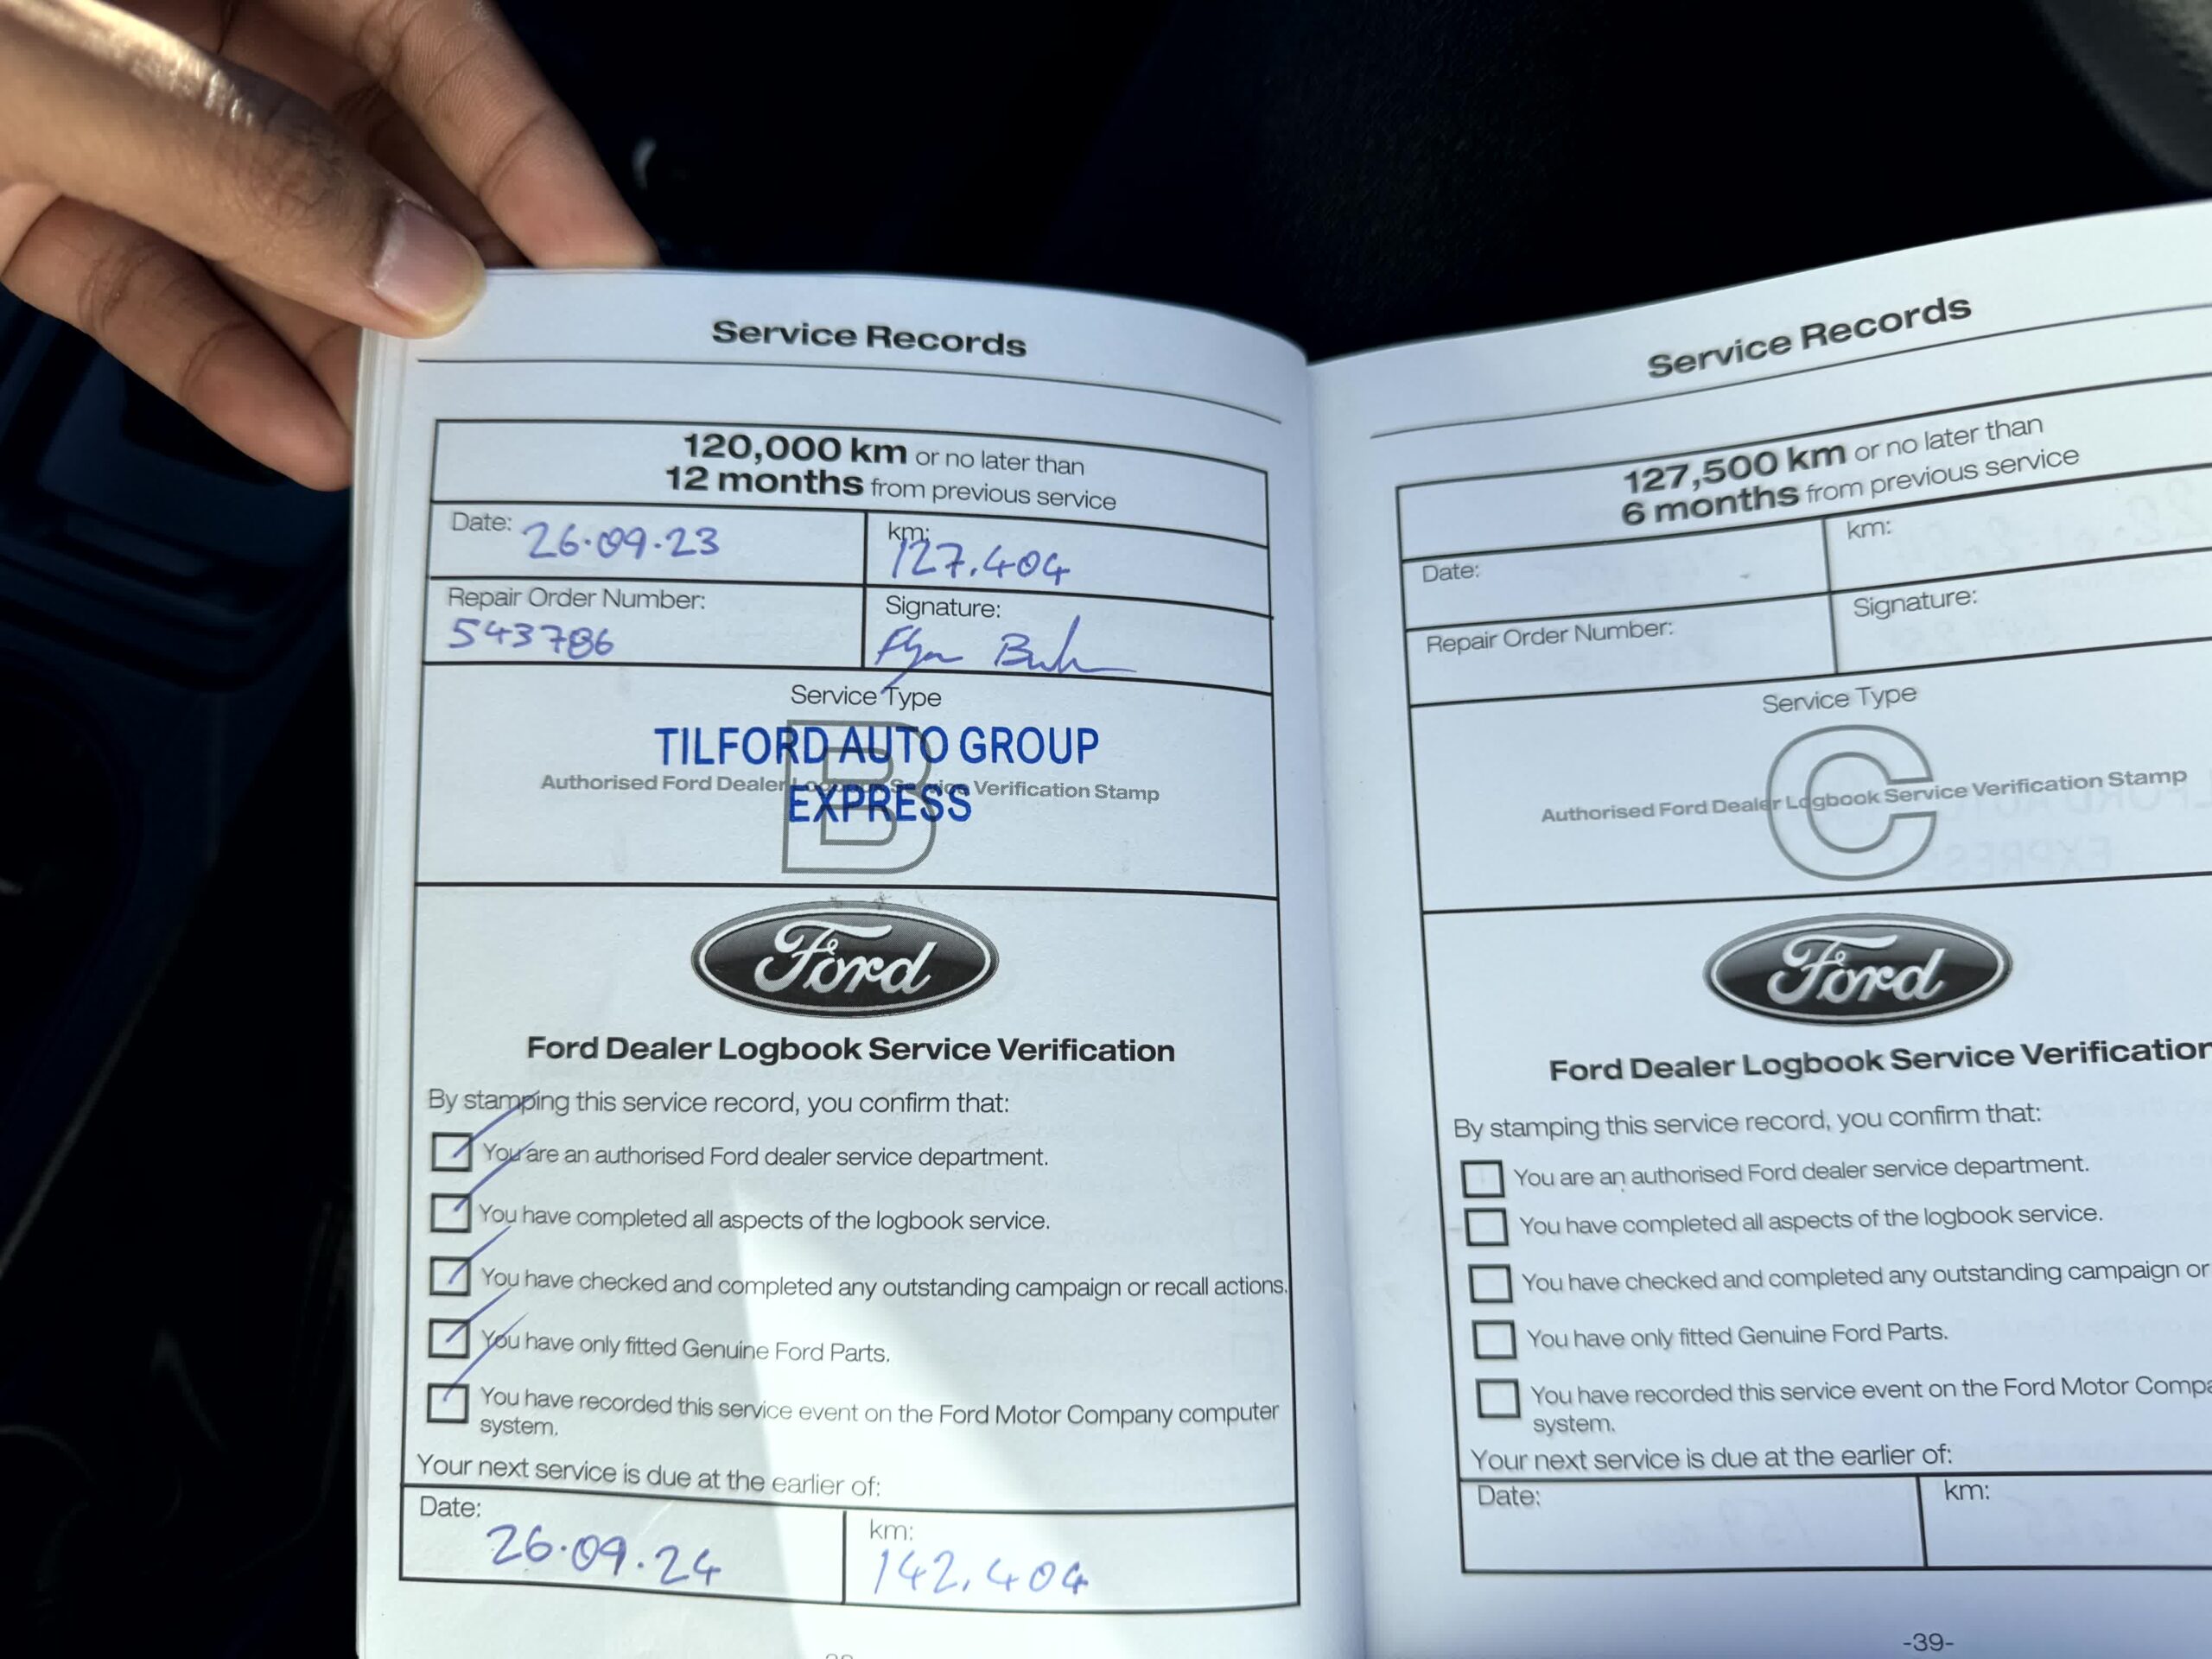 Service Records
120,000 km or no later than
12 months from previous service
Date: 26.09.23
km: 127.404
Repair Order Number:
543786
Signature:
Service Type
B
TILFORD AUTO GROUP
Authorised Ford Dealer Logbook Service Verification Stamp
EXPRESS
Ford
Ford Dealer Logbook Service Verification
By stamping this service record, you confirm that:
You are an authorised Ford dealer service department.
You have completed all aspects of the logbook service.
You have checked and completed any outstanding campaign or recall actions.
You have only fitted Genuine Ford Parts.
You have recorded this service event on the Ford Motor Company computer
system.
Your next service is due at the earlier of:
Date: 26.09.24
km: 142,404
Service Records
127,500 km or no later than
6 months from previous service
Date:
km:
Repair Order Number:
Signature:
Service Type
C
Authorised Ford Dealer Logbook Service Verification Stamp
Ford
Ford Dealer Logbook Service Verification
By stamping this service record, you confirm that:
You are an authorised Ford dealer service department.
You have completed all aspects of the logbook service.
You have checked and completed any outstanding campaign or
You have only fitted Genuine Ford Parts.
You have recorded this service event on the Ford Motor Compa
system.
Your next service is due at the earlier of:
Date:
km:
-39-